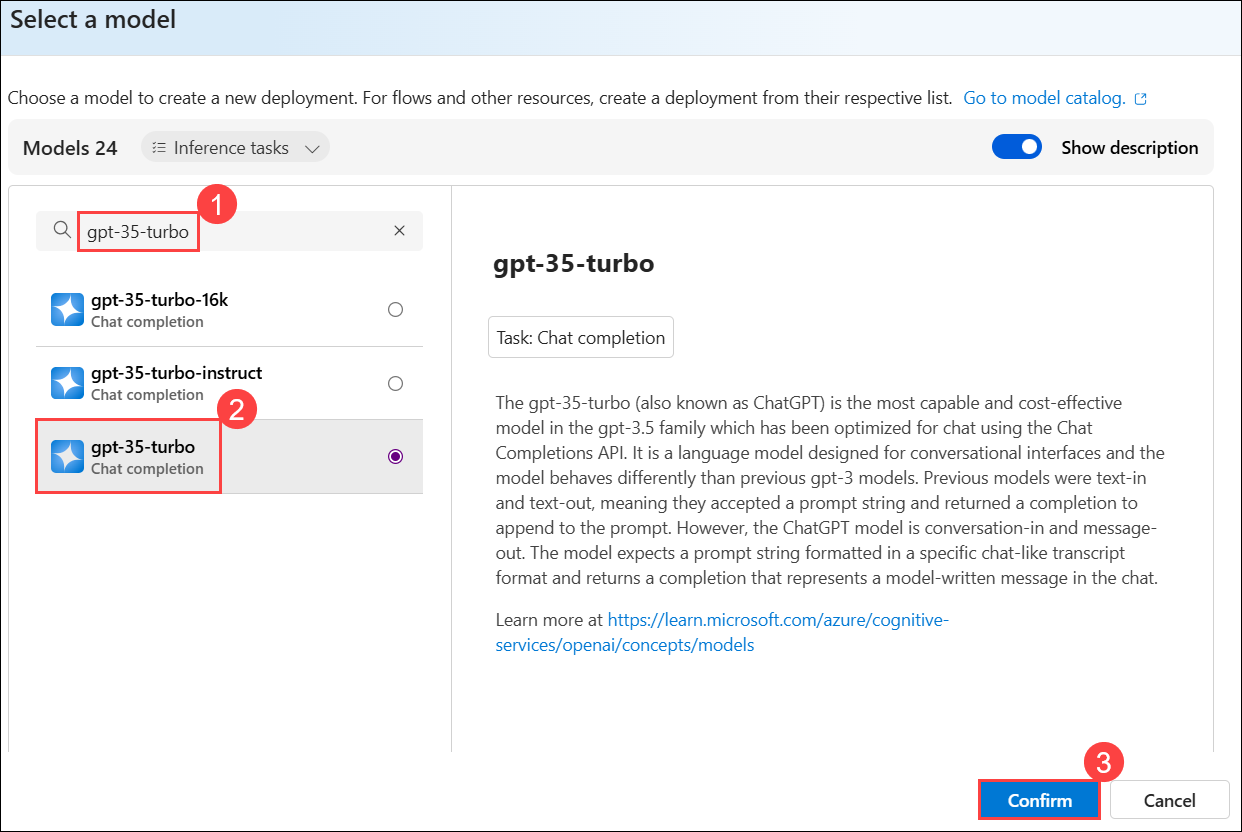 Select a model
Choose a model to create a new deployment. For flows and other resources, create a deployment from their respective list. Go to model catalog.
Models 24 Inference tasks Show description
1
gpt-35-turbo
gpt-35-turbo-16k
Chat completion
gpt-35-turbo-instruct
Chat completion
2
gpt-35-turbo
Chat completion
gpt-35-turbo
Task: Chat completion
The gpt-35-turbo (also known as ChatGPT) is the most capable and cost-effective
model in the gpt-3.5 family which has been optimized for chat using the Chat
Completions API. It is a language model designed for conversational interfaces and the
model behaves differently than previous gpt-3 models. Previous models were text-in
and text-out, meaning they accepted a prompt string and returned a completion to
append to the prompt. However, the ChatGPT model is conversation-in and message-
out. The model expects a prompt string formatted in a specific chat-like transcript
format and returns a completion that represents a model-written message in the chat.
Learn more at https://learn.microsoft.com/azure/cognitive-
services/openai/concepts/models
3
Confirm Cancel